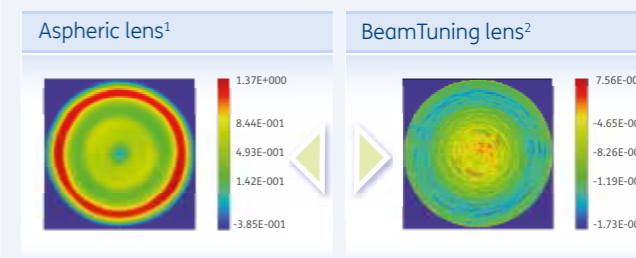 Aspheric lens¹
BeamTuning lens²
1.37E+000
8.44E-001
4.93E-001
1.42E-001
-3.85E-001
7.56E-00
-4.65E-00
-8.26E-00
-1.19E-00
-1.73E-00